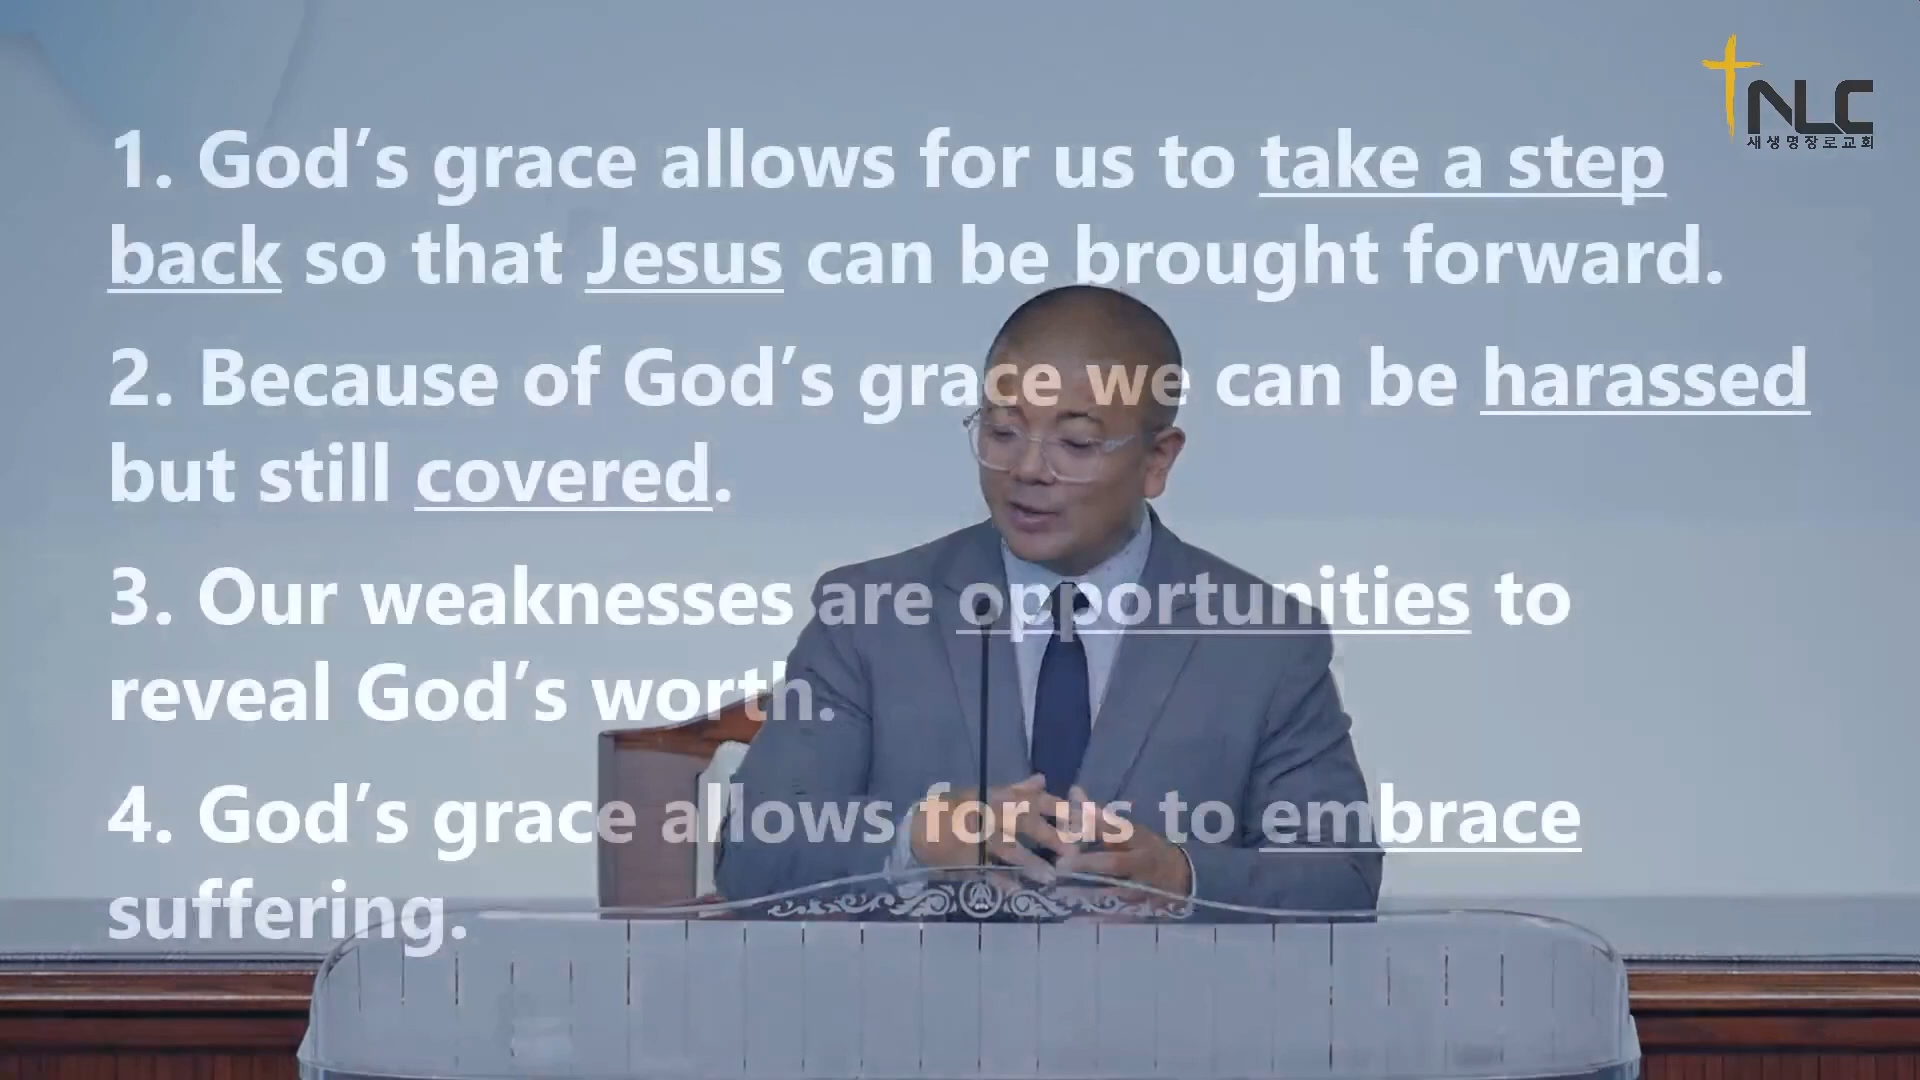 NLC
새생명장로교회
1. God’s grace allows for us to take a step
back so that Jesus can be brought forward.
2. Because of God’s grace we can be harassed
but still covered.
3. Our weaknesses are opportunities to
reveal God’s worth.
4. God’s grace allows for us to embrace
suffering.